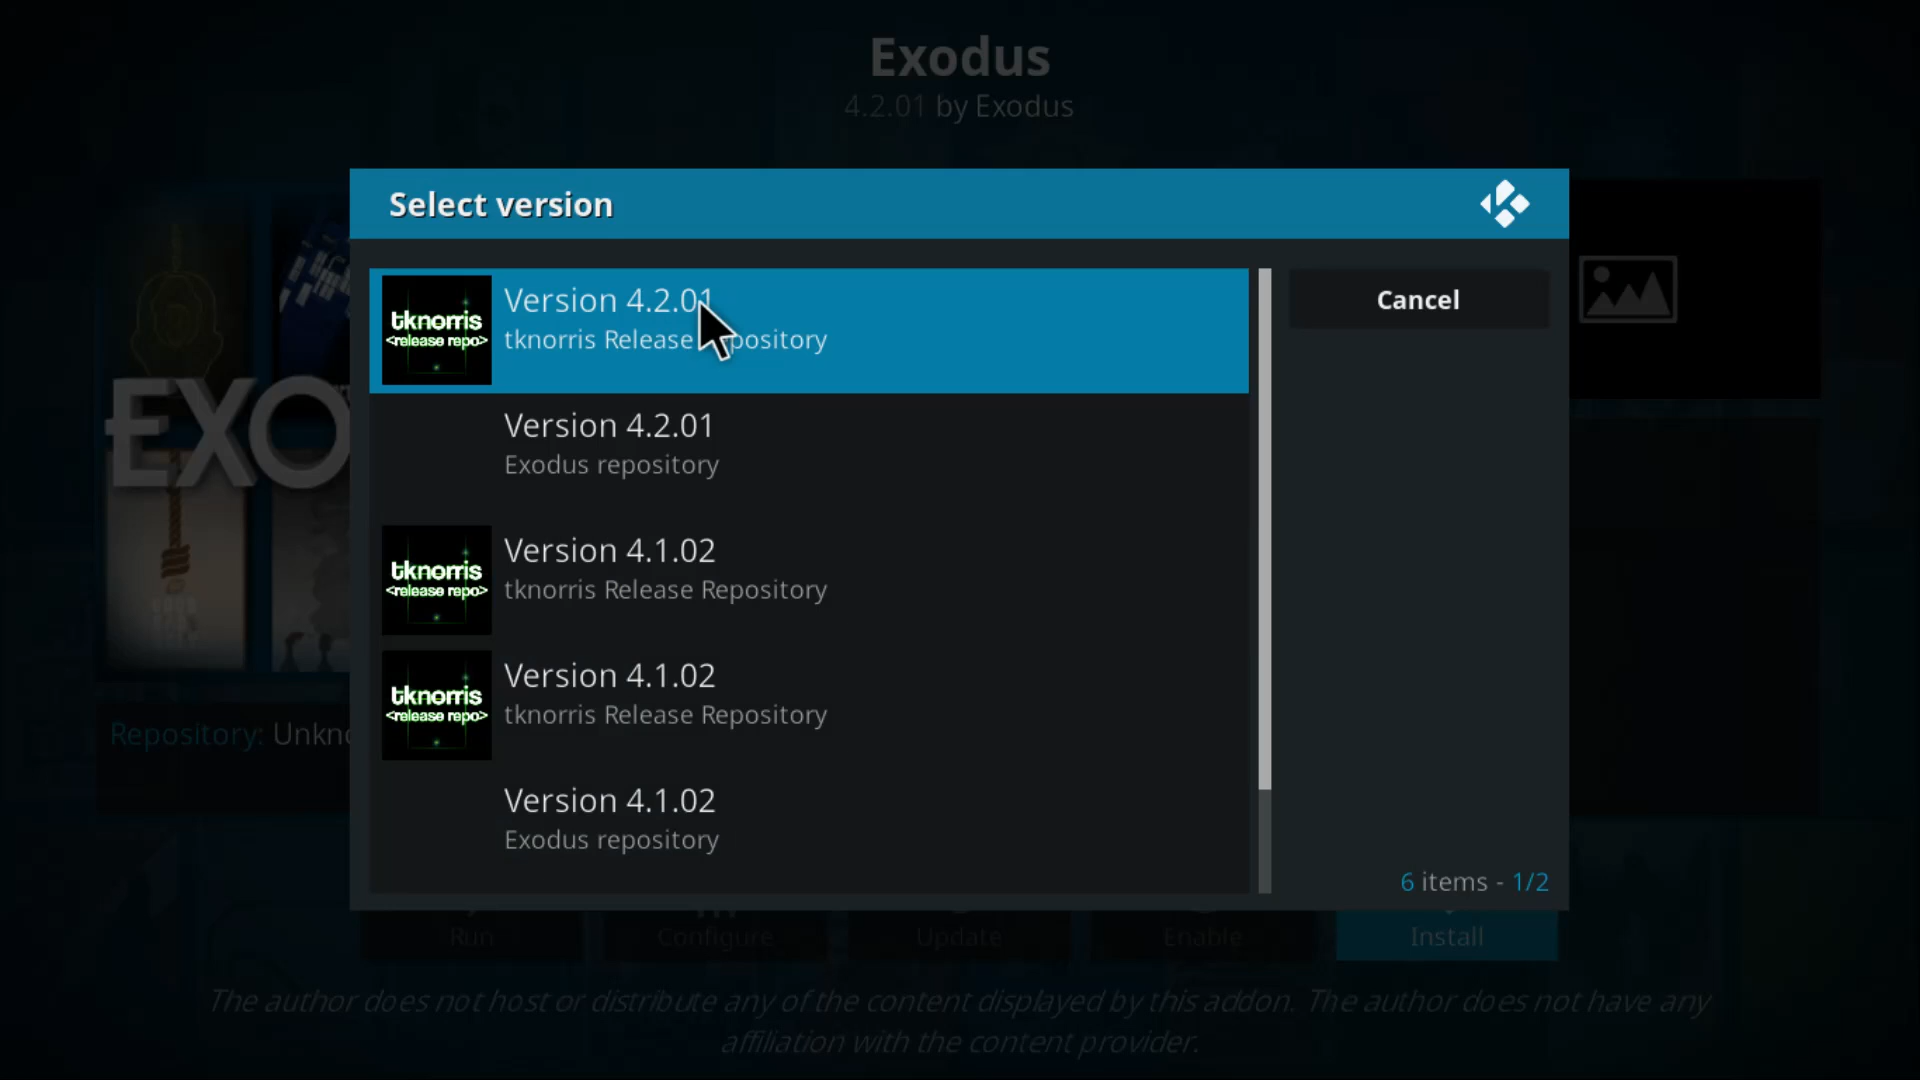 Exodus
4.2.01 by Exodus
Select version
tknorris
<release repo>
Version 4.2.01
tknorris Release Repository
Cancel
Version 4.2.01
Exodus repository
tknorris
<release repo>
Version 4.1.02
tknorris Release Repository
tknorris
<release repo>
Version 4.1.02
tknorris Release Repository
Version 4.1.02
Exodus repository
6 items - 1/2
EXO
Repository: Unkno
Run
Configure
Update
Enable
Install
The author does not host or distribute any of the content displayed by this addon. The author does not have any
affiliation with the content provider.